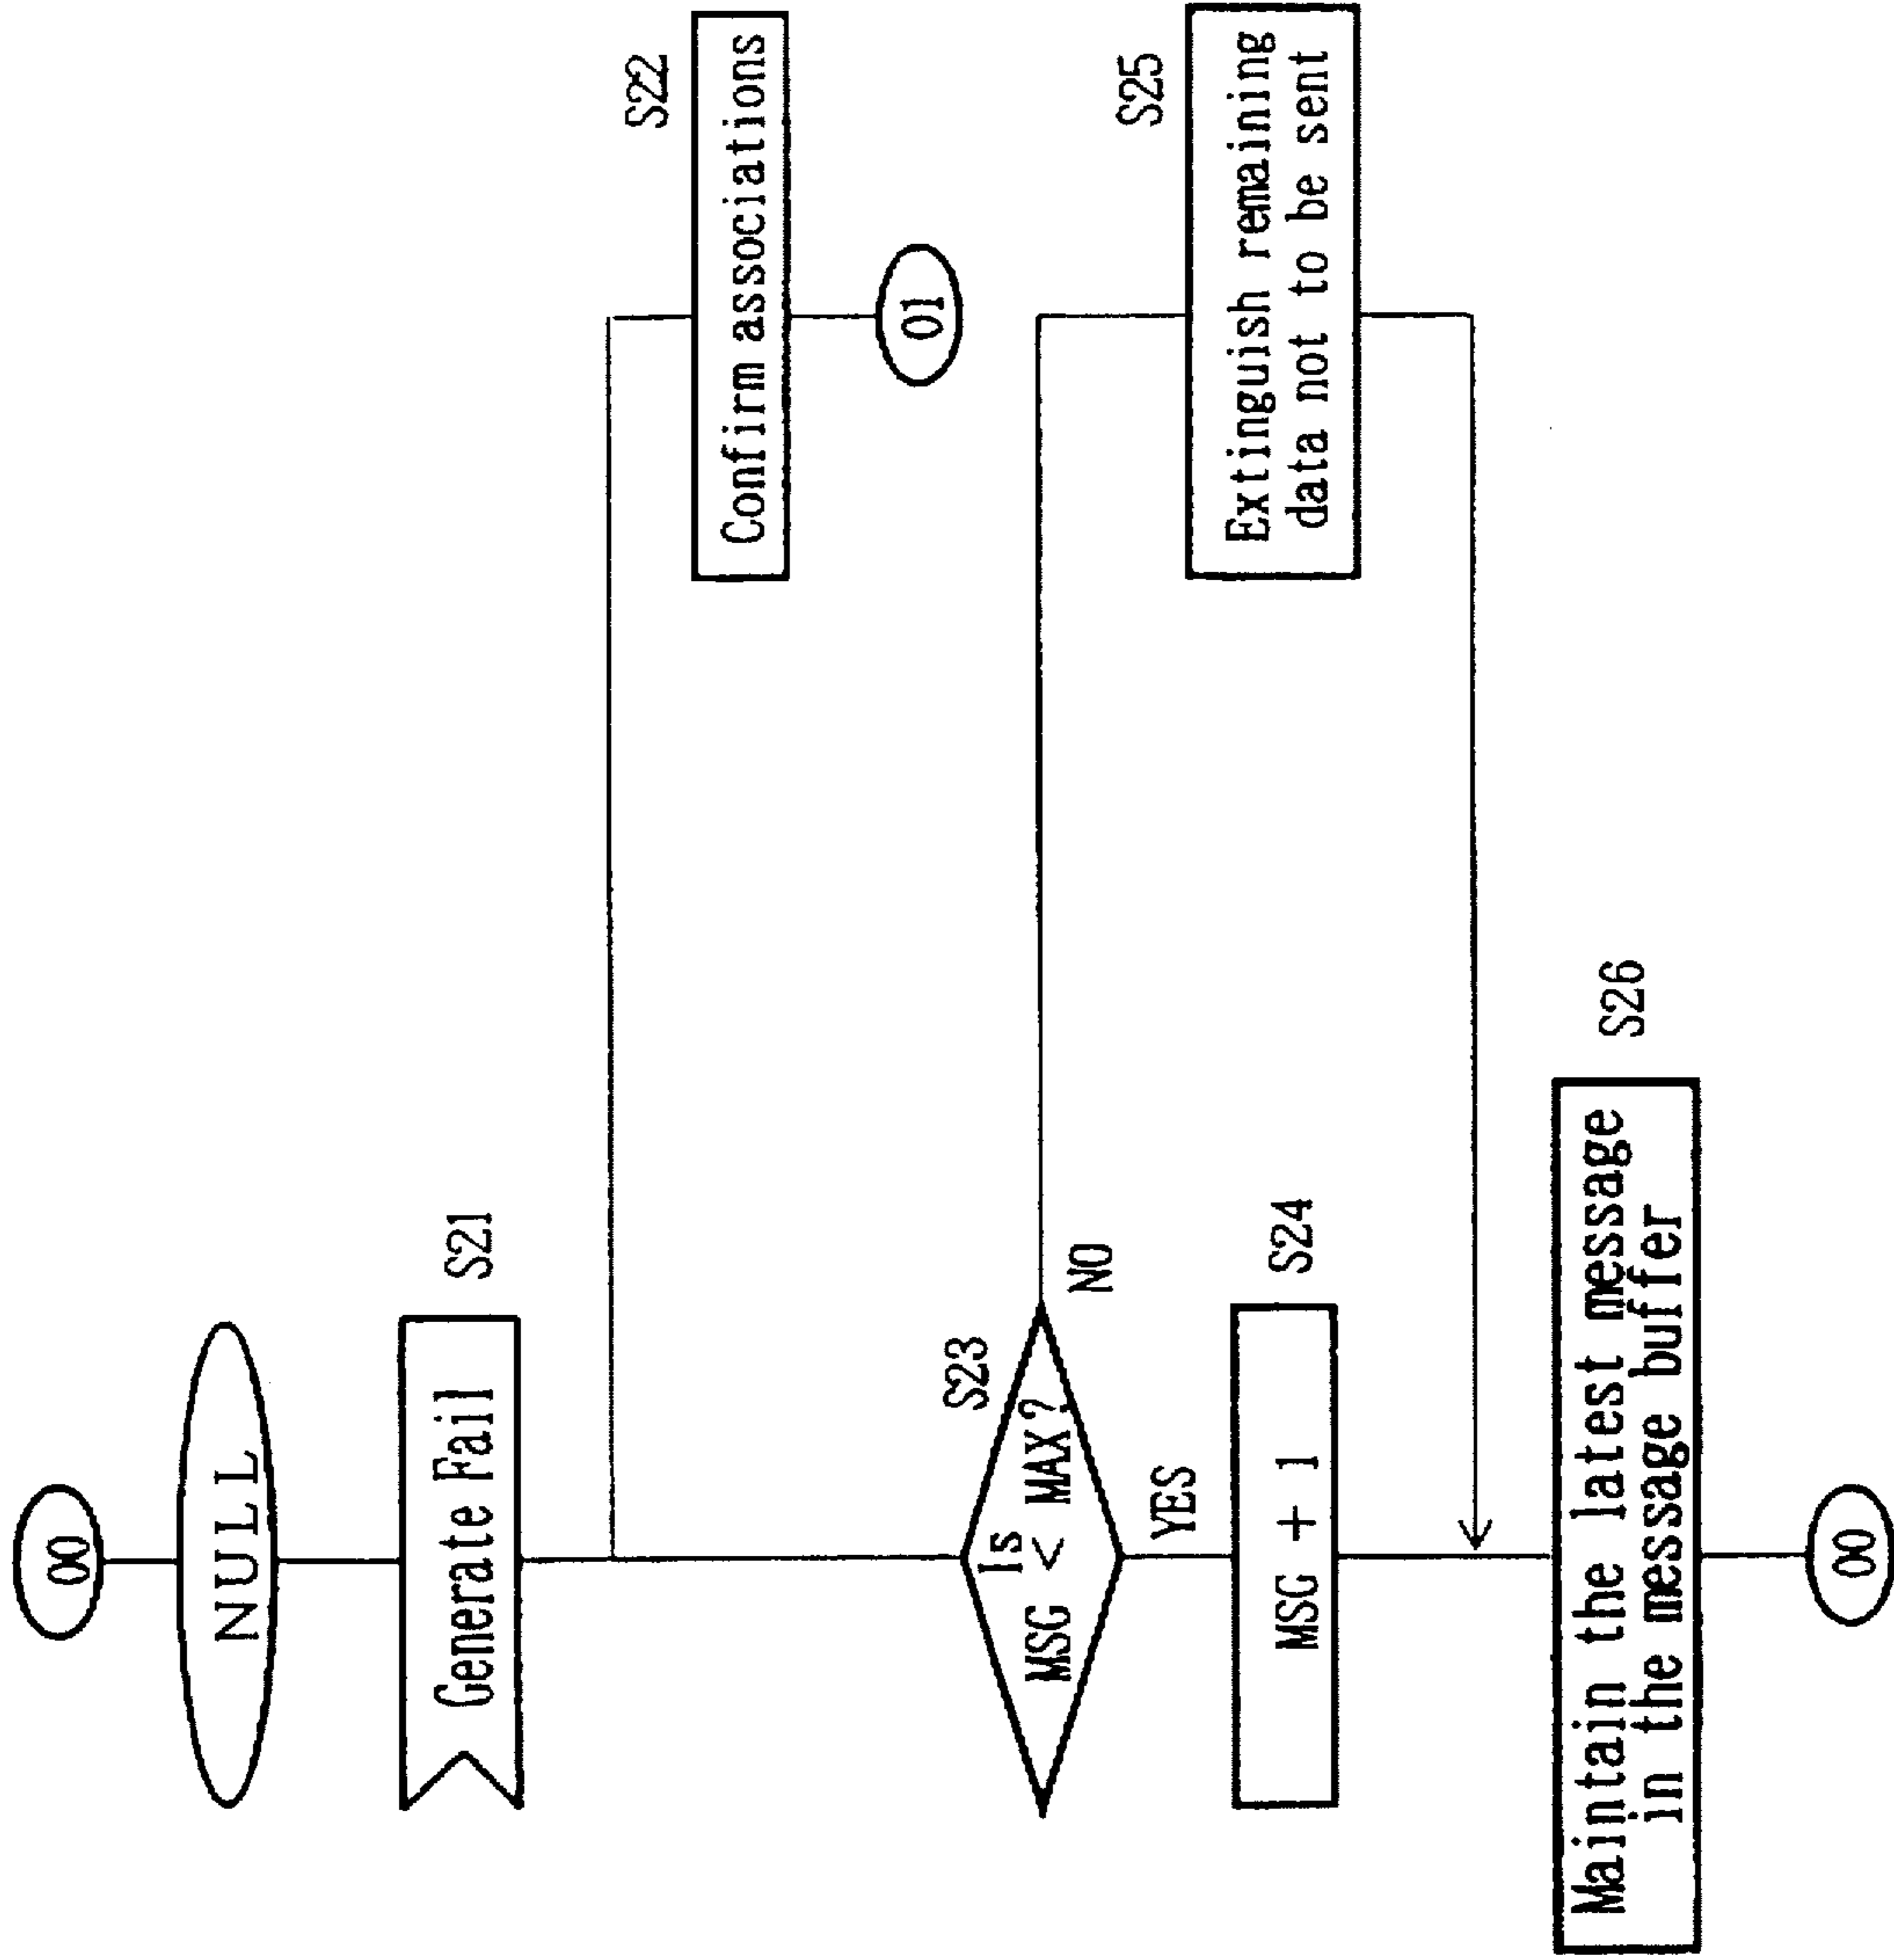 00
NULL
Generate Fail
S21
S22
Confirm associations
01
S23
Is
MSG < MAX?
NO
YES
S24
MSG + 1
S25
Extinguish remaining
data not to be sent
S26
Maintain the latest message
in the message buffer
00